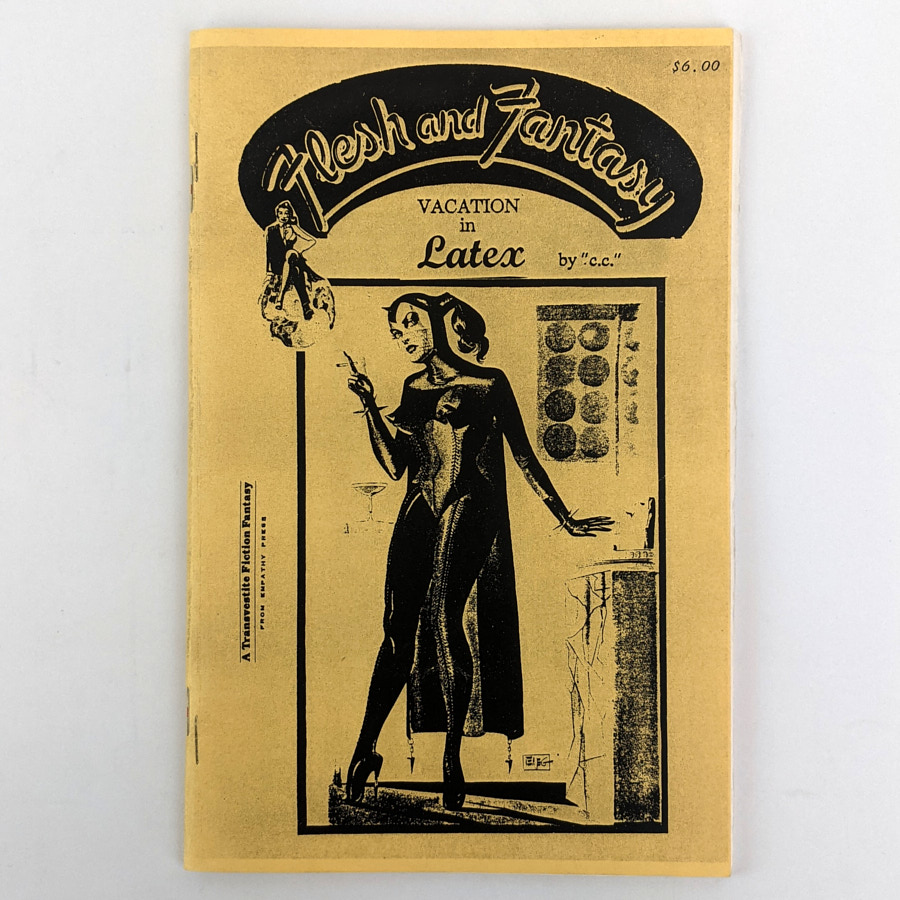 $6.00
Flesh and Fantasy
VACATION
in
Latex
by "c.c."
A Transvestite Fiction Fantasy
FROM EMPATHY PRESS